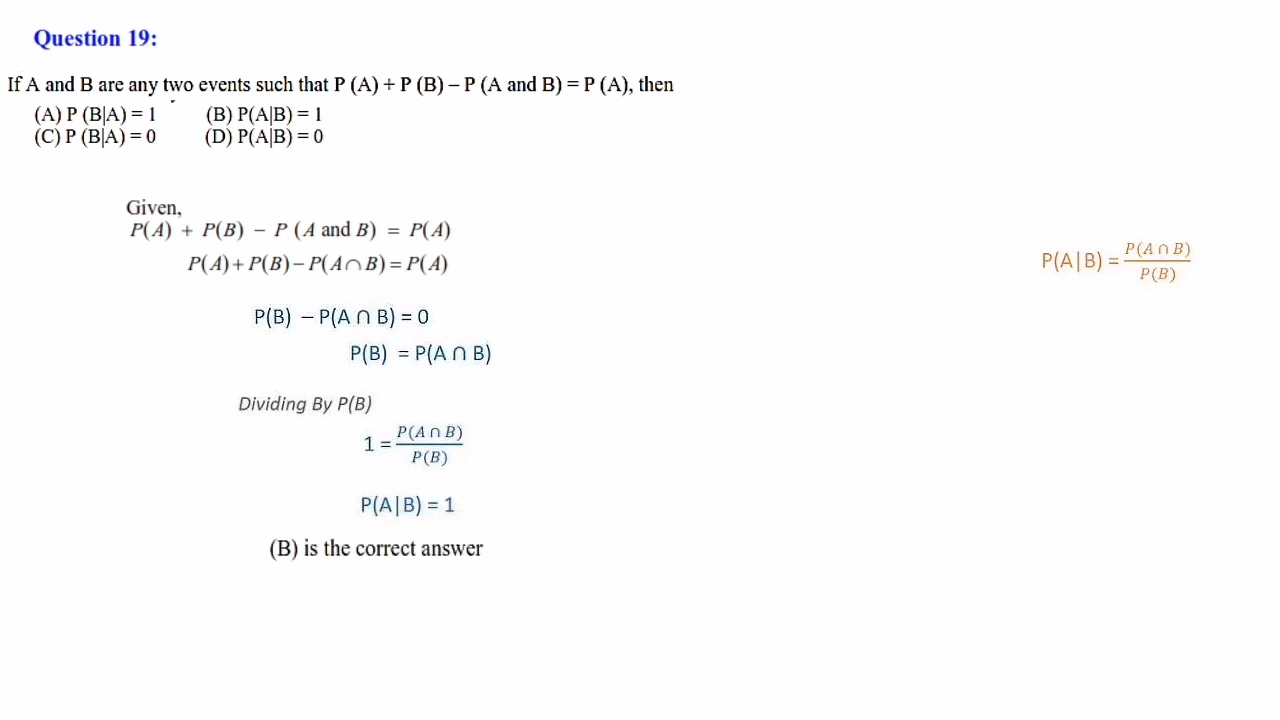 Question 19:
If A and B are any two events such that P (A) + P (B) – P (A and B) = P (A), then
(A) P (B|A) = 1 (B) P(A|B) = 1
(C) P (B|A) = 0 (D) P(A|B) = 0
Given,
P(A) + P(B) − P (A and B) = P(A)
P(A) + P(B) − P(A∩B) = P(A)
P(A|B) = P(A ∩ B) / P(B)
P(B) – P(A ∩ B) = 0
P(B) = P(A ∩ B)
Dividing By P(B)
1 = P(A ∩ B) / P(B)
P(A|B) = 1
(B) is the correct answer